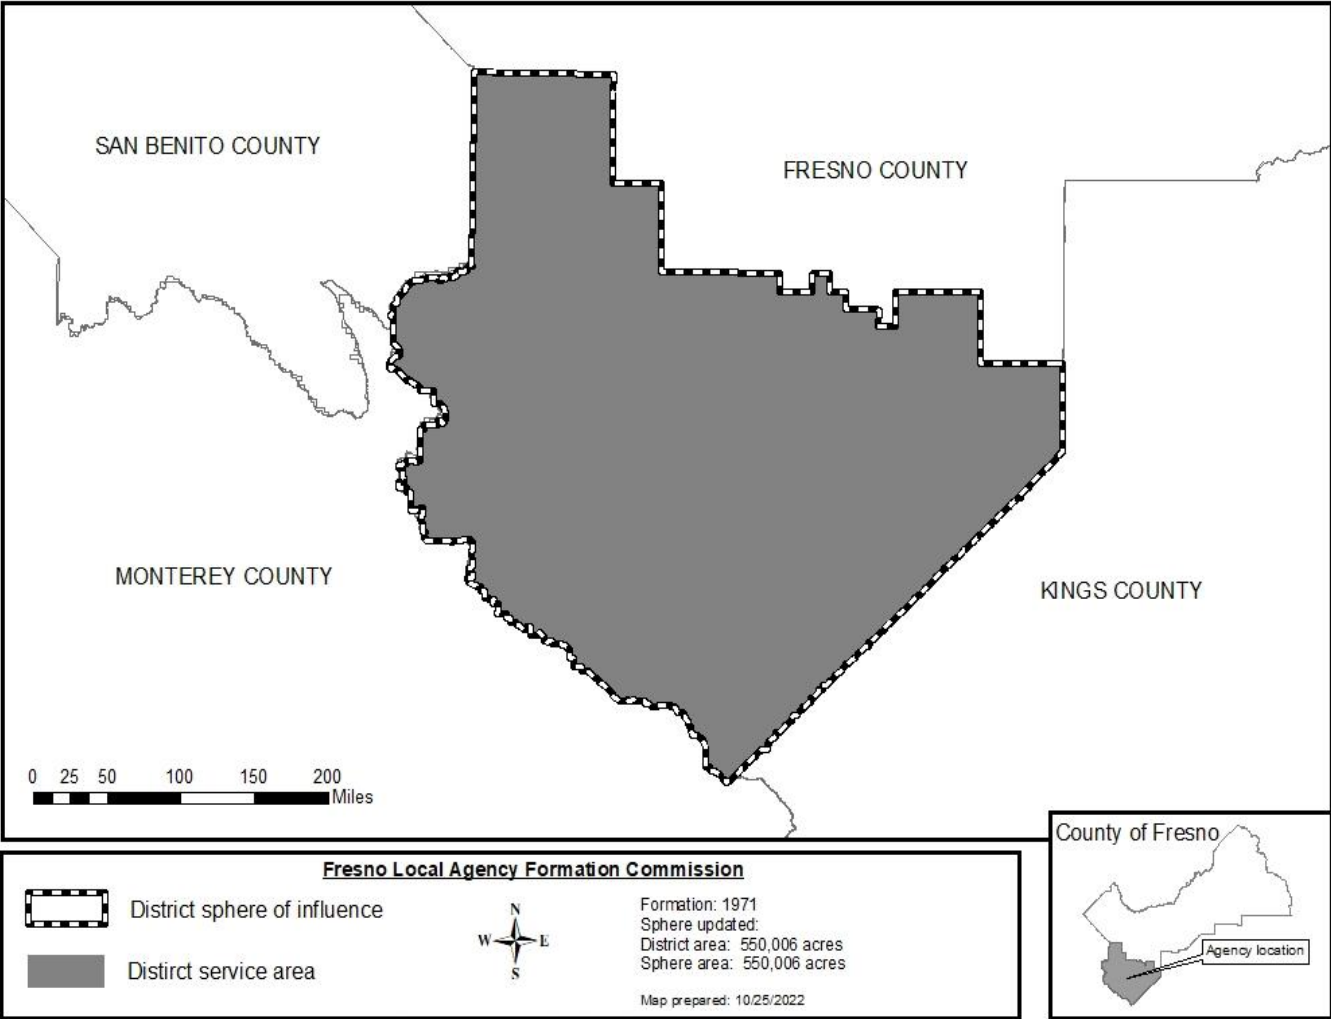 SAN BENITO COUNTY
FRESNO COUNTY
MONTEREY COUNTY
KINGS COUNTY
0 25 50 100 150 200
Miles
County of Fresno
Agency location
Fresno Local Agency Formation Commission
District sphere of influence
Distirct service area
N
W E
S
Formation: 1971
Sphere updated:
District area: 550,006 acres
Sphere area: 550,006 acres
Map prepared: 10/25/2022